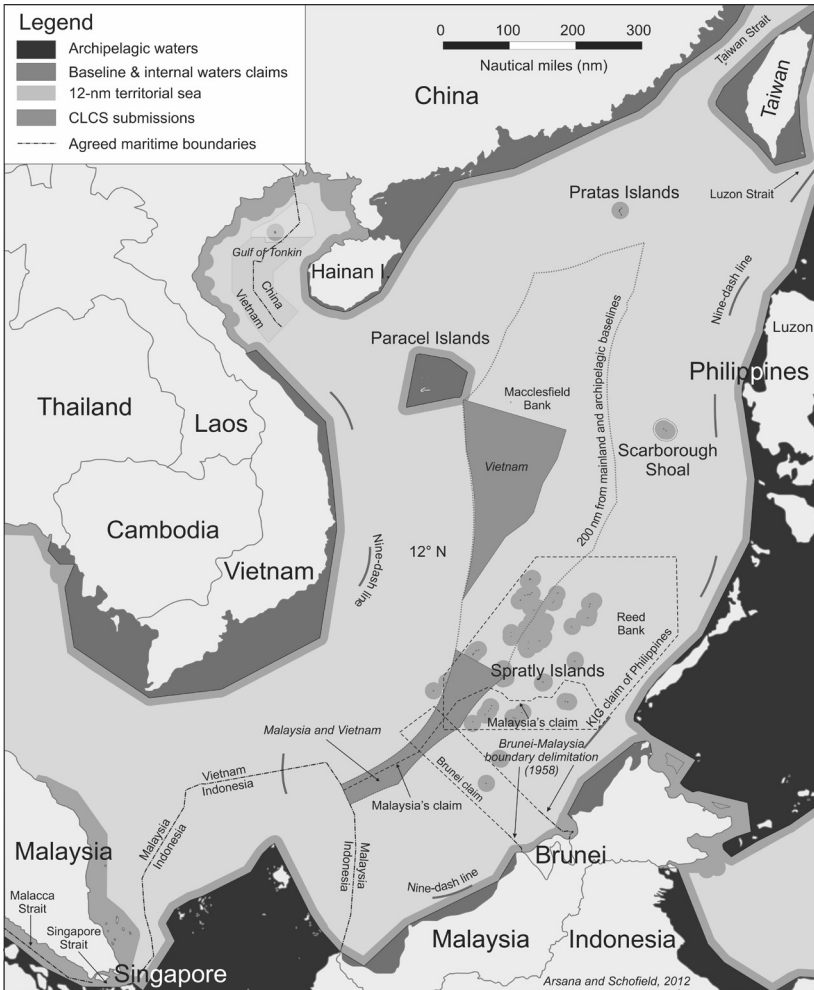 Legend
Archipelagic waters
Baseline & internal waters claims
12-nm territorial sea
CLCS submissions
Agreed maritime boundaries
0 100 200 300
Nautical miles (nm)
China
Taiwan Strait
Taiwan
Luzon Strait
Pratas Islands
Gulf of Tonkin
Hainan I.
China
Vietnam
Nine-dash line
Luzon
Paracel Islands
200 nm from mainland and archipelagic baselines
Philippines
Macclesfield
Bank
Thailand
Laos
Scarborough
Shoal
Vietnam
Cambodia
12° N
Nine-dash line
Vietnam
Reed
Bank
Spratly Islands
KIG claim of Philippines
Malaysia's claim
Malaysia and Vietnam
Brunei-Malaysia
boundary delimitation
(1958)
Vietnam
Indonesia
Brunei claim
Malaysia's claim
Malaysia
Indonesia
Malaysia
Indonesia
Malaysia
Brunei
Nine-dash line
Malacca
Strait
Singapore
Strait
Malaysia
Indonesia
Singapore
Arsana and Schofield, 2012